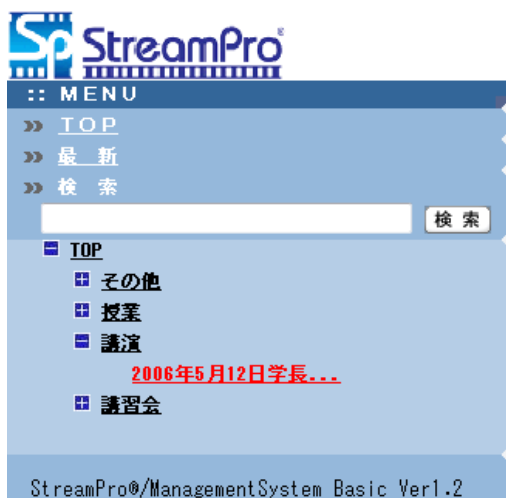 Sp StreamPro®
:: MENU
» TOP
» 最 新
» 検 索
検 索
TOP
その他
授業
講演
2006年5月12日学長...
講習会
StreamPro®/ManagementSystem Basic Ver1.2